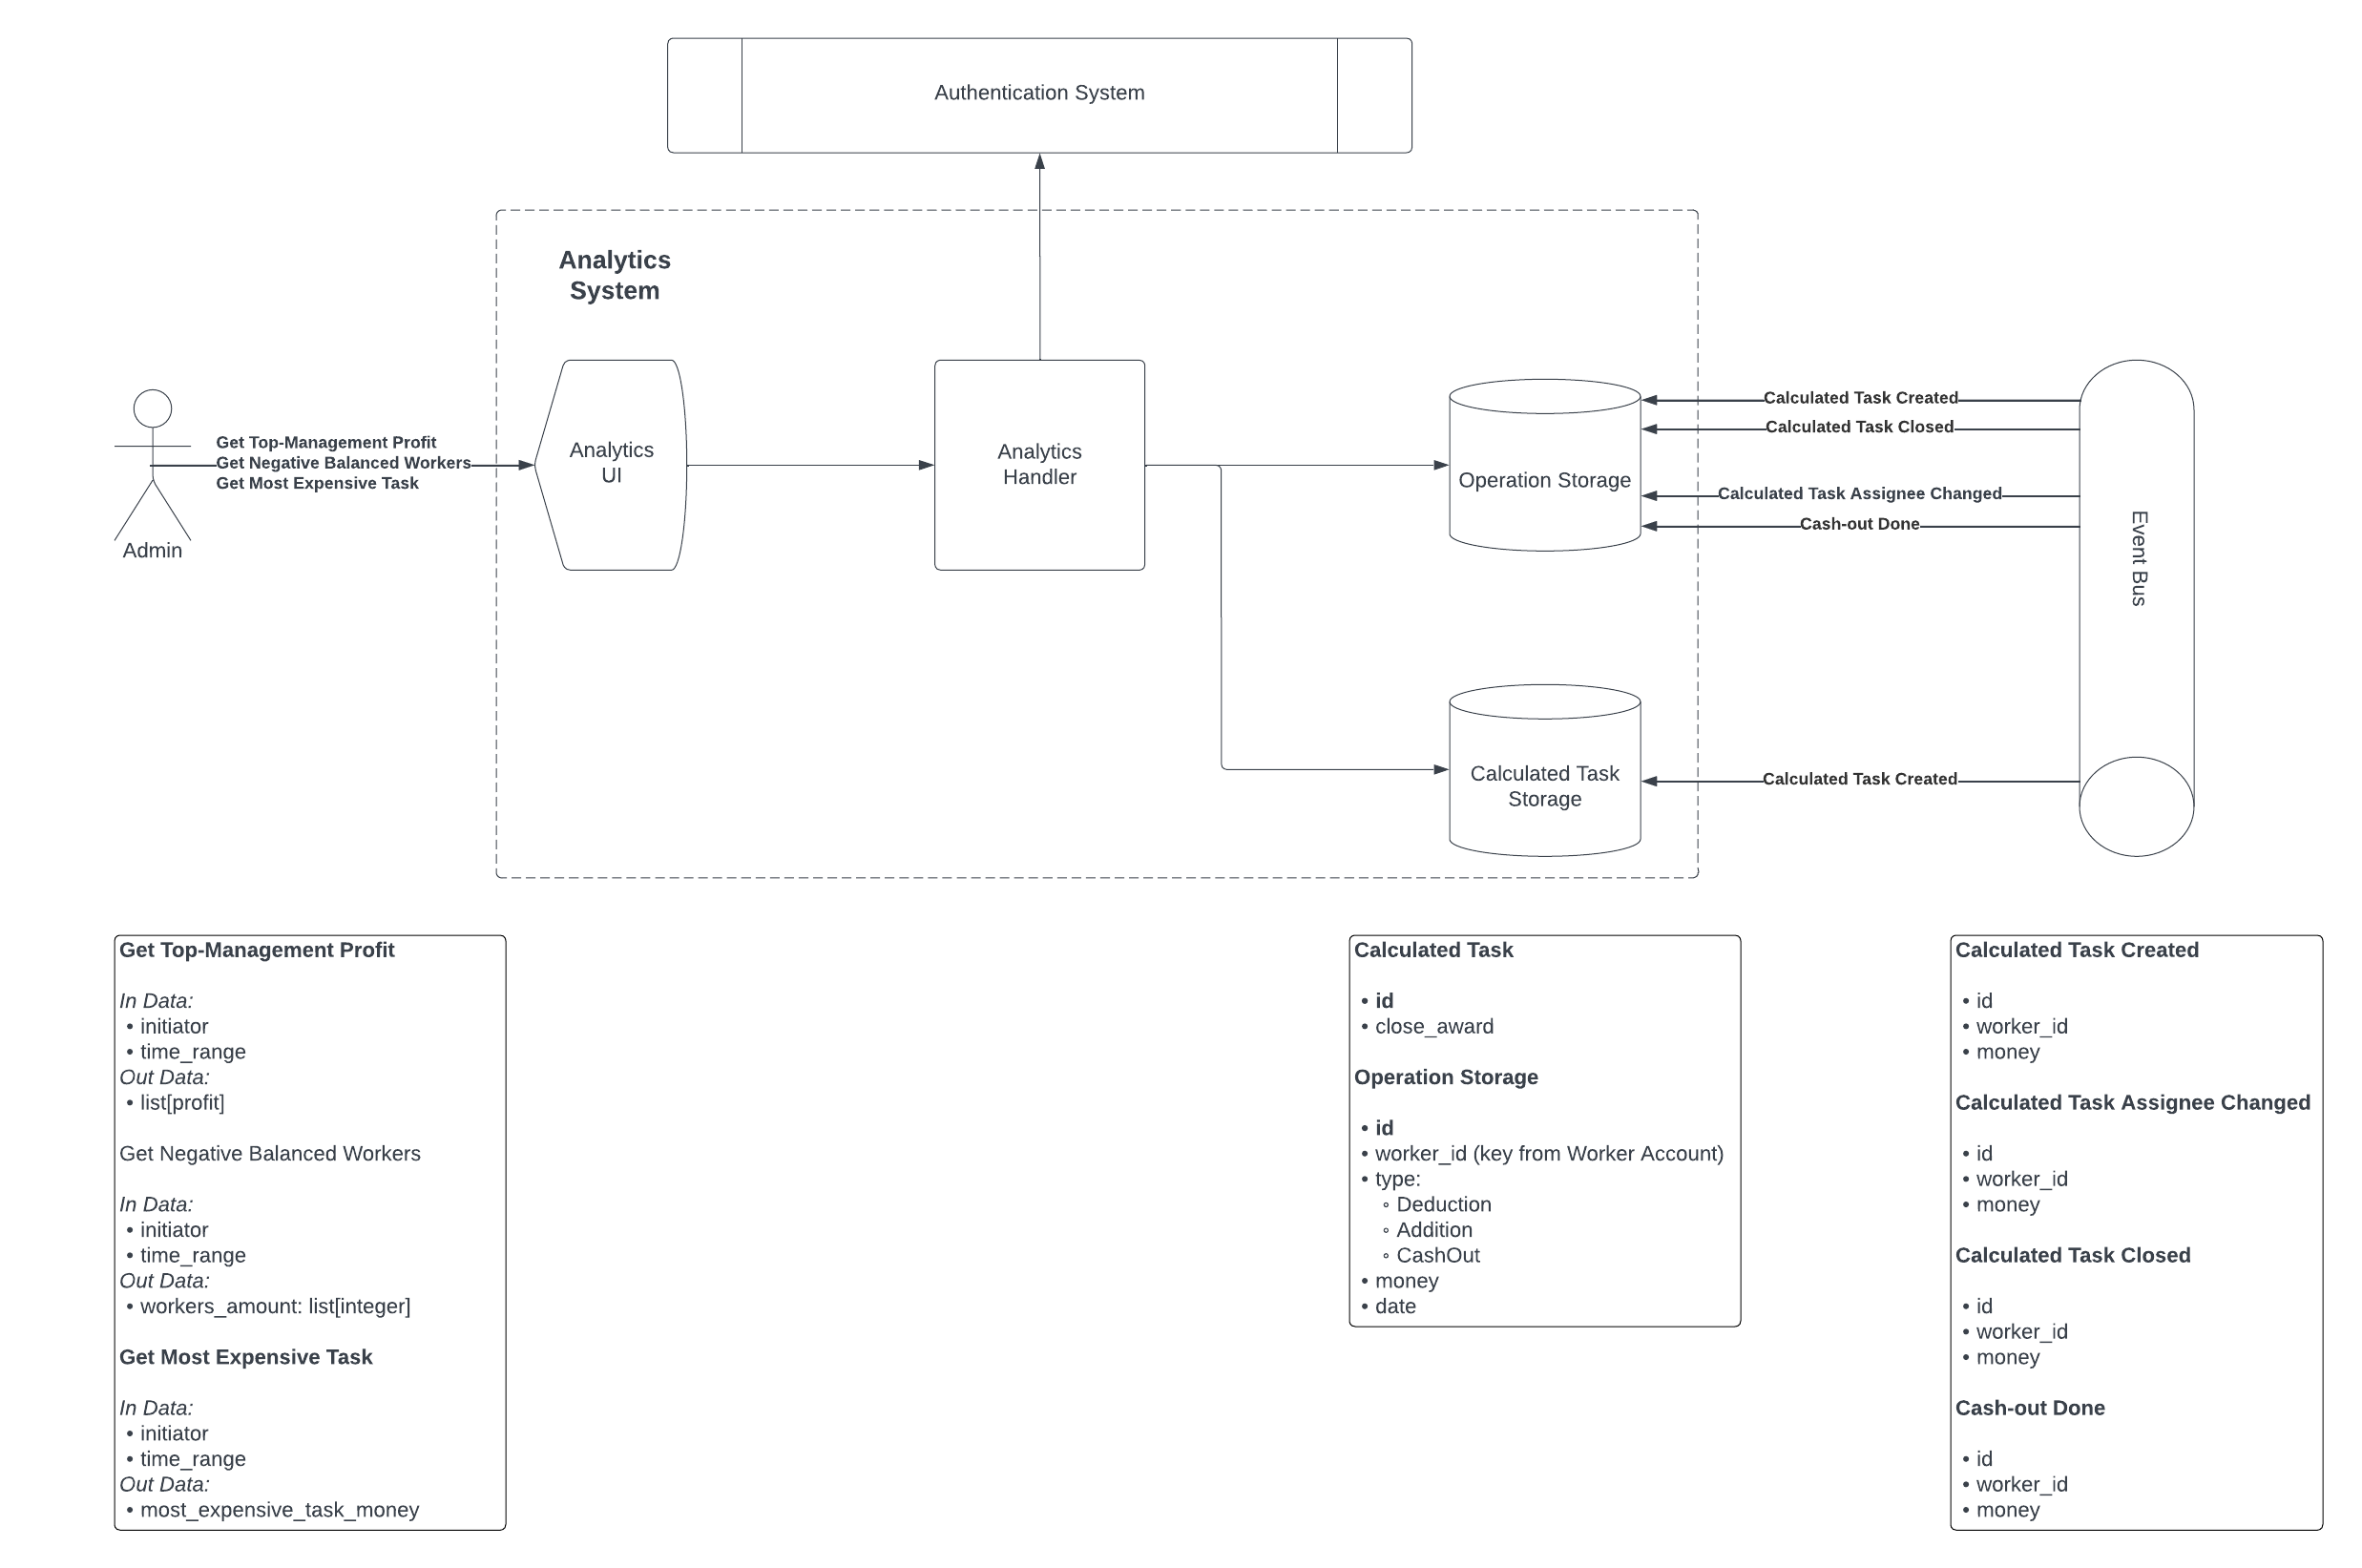 Authentication System
Analytics
System
Get Top-Management Profit
Get Negative Balanced Workers
Get Most Expensive Task
Admin
Analytics
UI
Analytics
Handler
Operation Storage
Calculated Task Created
Calculated Task Closed
Calculated Task Assignee Changed
Cash-out Done
Event Bus
Calculated Task
Storage
Calculated Task Created
Get Top-Management Profit
In Data:
• initiator
• time_range
Out Data:
• list[profit]
Get Negative Balanced Workers
In Data:
• initiator
• time_range
Out Data:
• workers_amount: list[integer]
Get Most Expensive Task
In Data:
• initiator
• time_range
Out Data:
• most_expensive_task_money
Calculated Task
• id
• close_award
Operation Storage
• id
• worker_id (key from Worker Account)
• type:
◦ Deduction
◦ Addition
◦ CashOut
• money
• date
Calculated Task Created
• id
• worker_id
• money
Calculated Task Assignee Changed
• id
• worker_id
• money
Calculated Task Closed
• id
• worker_id
• money
Cash-out Done
• id
• worker_id
• money